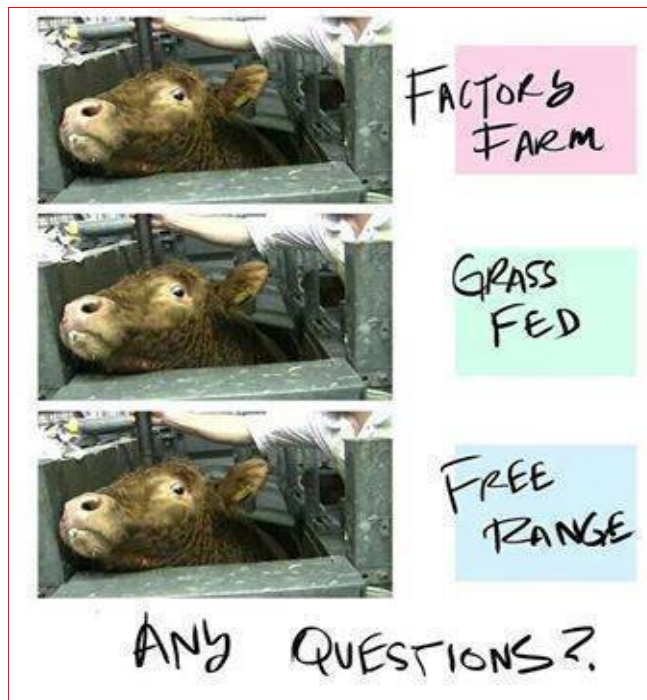 FACTORY
FARM
GRASS
FED
FREE
RANGE
ANY QUESTIONS?